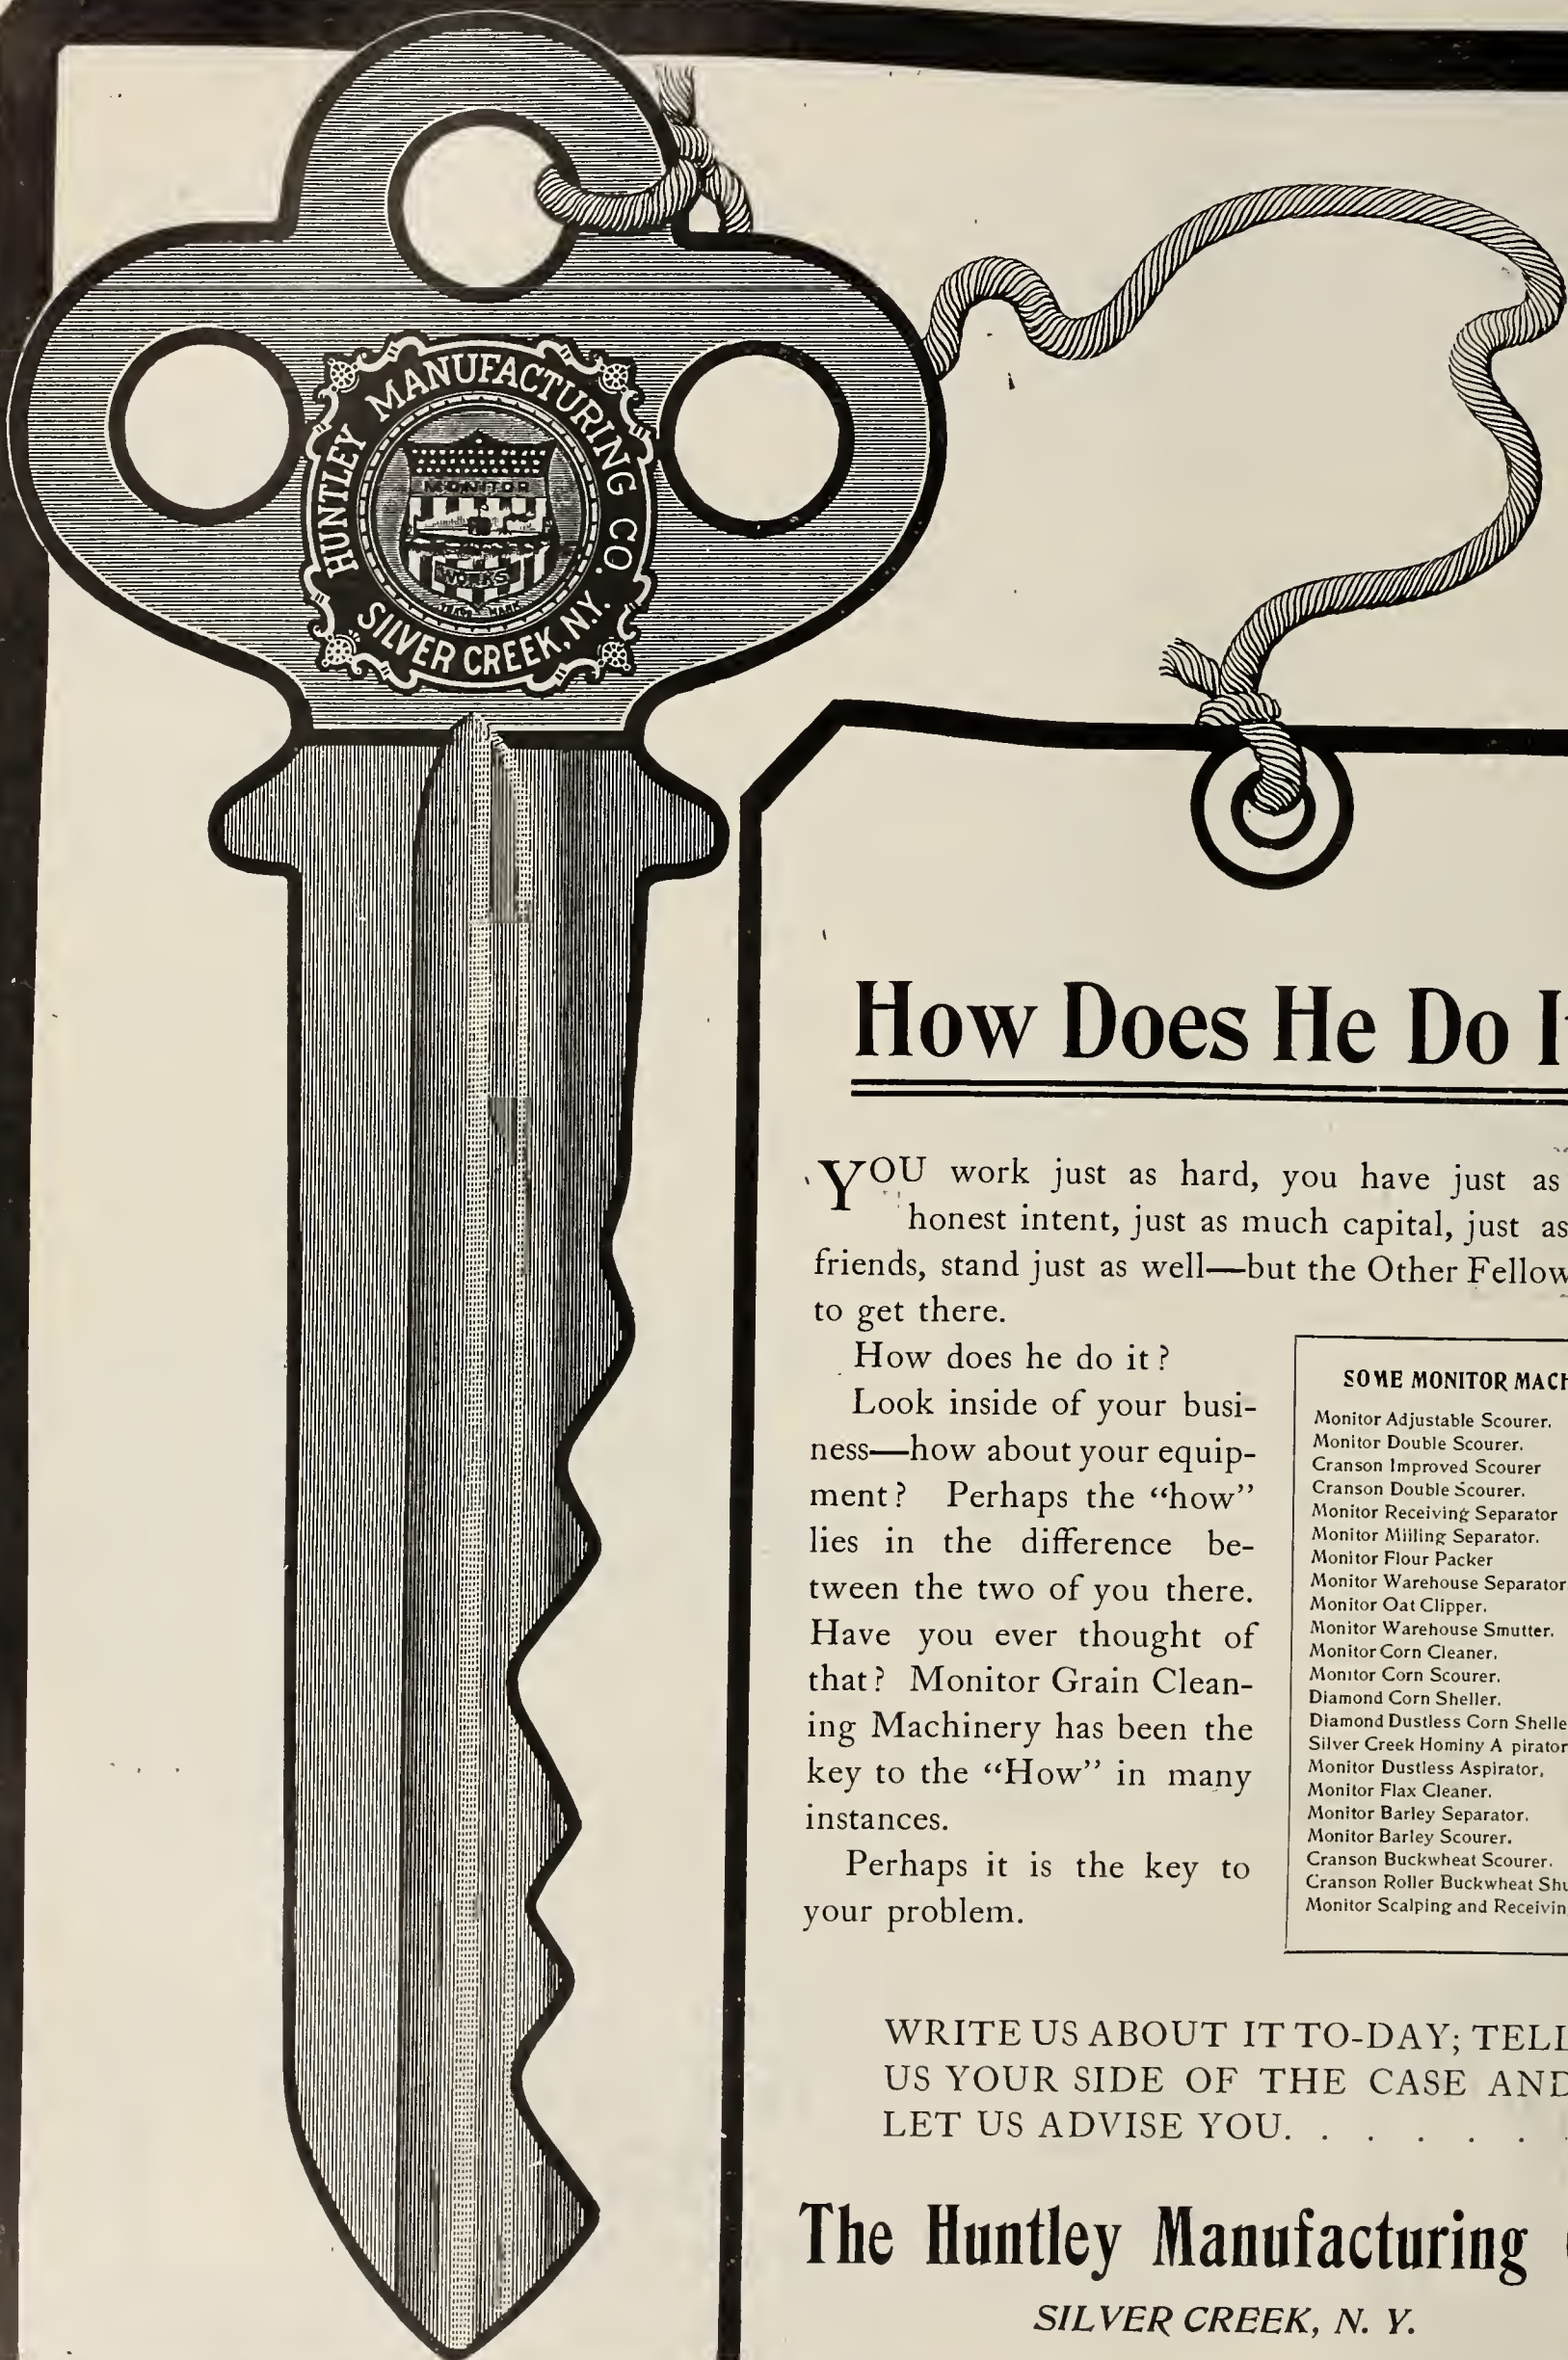 HUNTLEY MANUFACTURING CO.
MONITOR
WORKS
TRADE MARK
SILVER CREEK, N.Y.
How Does He Do
YOU work just as hard, you have just as
honest intent, just as much capital, just as
friends, stand just as well—but the Other Fellow
to get there.
How does he do it?
Look inside of your busi-
ness—how about your equip-
ment? Perhaps the “how”
lies in the difference be-
tween the two of you there.
Have you ever thought of
that? Monitor Grain Clean-
ing Machinery has been the
key to the “How” in many
instances.
Perhaps it is the key to
your problem.
SOME MONITOR MACH
Monitor Adjustable Scourer.
Monitor Double Scourer.
Cranson Improved Scourer
Cranson Double Scourer.
Monitor Receiving Separator
Monitor Milling Separator.
Monitor Flour Packer
Monitor Warehouse Separator
Monitor Oat Clipper.
Monitor Warehouse Smutter.
Monitor Corn Cleaner.
Monitor Corn Scourer.
Diamond Corn Sheller.
Diamond Dustless Corn Shelle
Silver Creek Hominy A pirator
Monitor Dustless Aspirator,
Monitor Flax Cleaner.
Monitor Barley Separator.
Monitor Barley Scourer.
Cranson Buckwheat Scourer.
Cranson Roller Buckwheat Shu
Monitor Scalping and Receivin
WRITE US ABOUT IT TO-DAY; TELL
US YOUR SIDE OF THE CASE AND
LET US ADVISE YOU. . . . . . .
The Huntley Manufacturing
SILVER CREEK, N. Y.